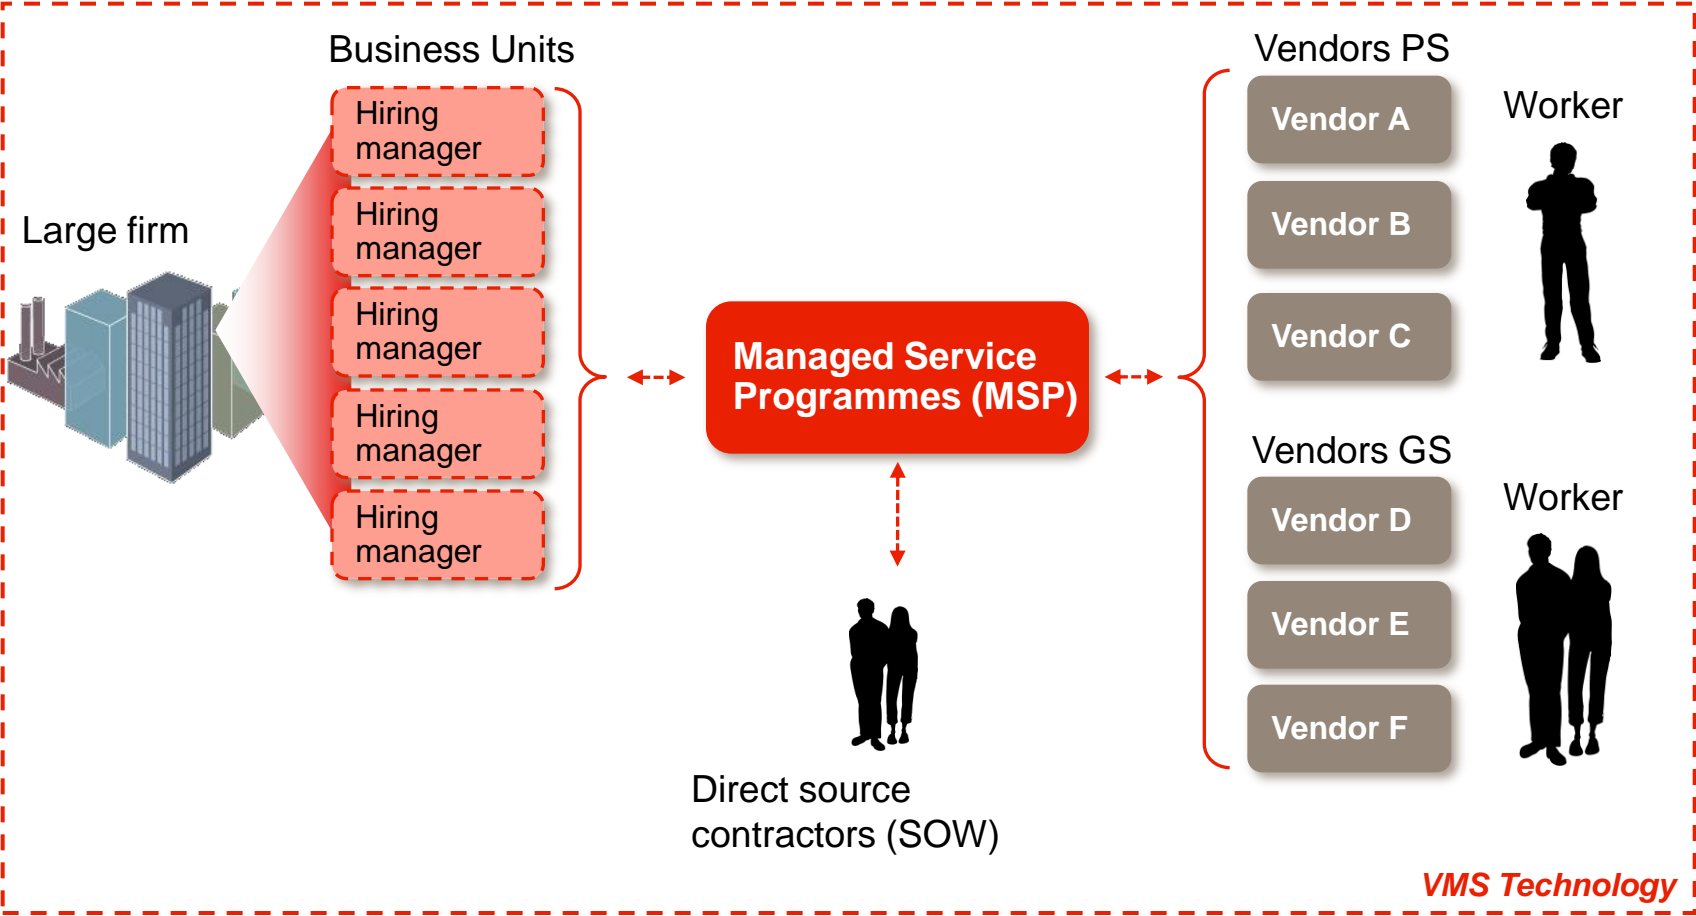 Large firm
Business Units
Hiring
manager
Hiring
manager
Hiring
manager
Hiring
manager
Hiring
manager
Managed Service
Programmes (MSP)
Direct source
contractors (SOW)
Vendors PS
Vendor A
Vendor B
Vendor C
Worker
Vendors GS
Vendor D
Vendor E
Vendor F
Worker
VMS Technology